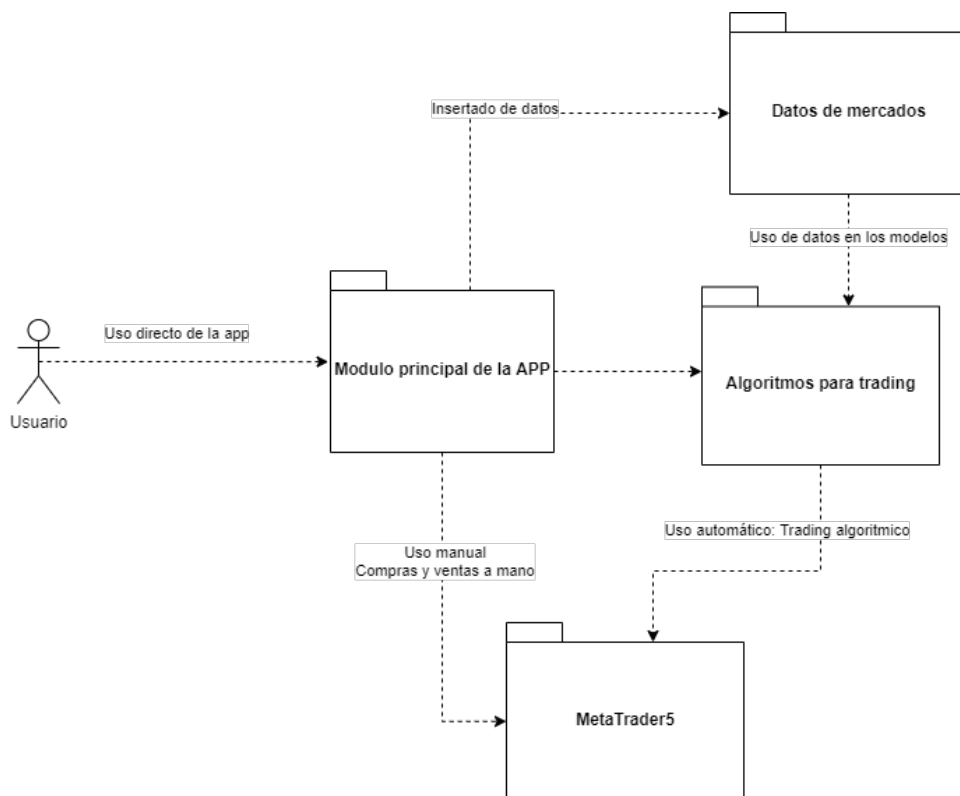 Datos de mercados
Insertado de datos
Uso de datos en los modelos
Uso directo de la app
Usuario
Modulo principal de la APP
Algoritmos para trading
Uso automático: Trading algoritmico
Uso manual
Compras y ventas a mano
MetaTrader5